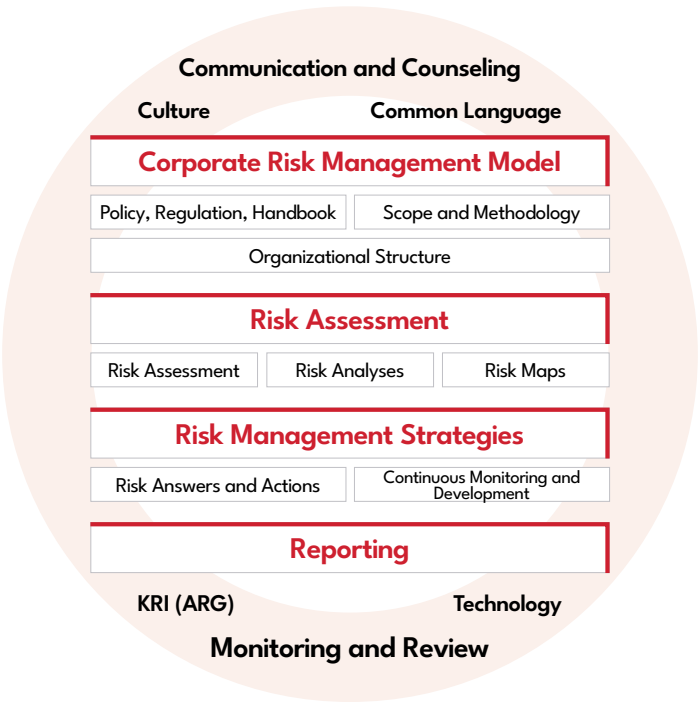 Communication and Counseling
Culture
Common Language
Corporate Risk Management Model
Policy, Regulation, Handbook
Scope and Methodology
Organizational Structure
Risk Assessment
Risk Assessment
Risk Analyses
Risk Maps
Risk Management Strategies
Risk Answers and Actions
Continuous Monitoring and
Development
Reporting
KRI (ARG)
Technology
Monitoring and Review